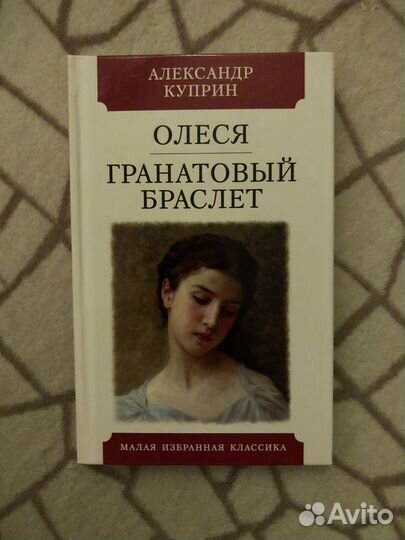 АЛЕКСАНДР
КУПРИН
ОЛЕСЯ
ГРАНАТОВЫЙ
БРАСЛЕТ
МАЛАЯ ИЗБРАННАЯ КЛАССИКА
Avito